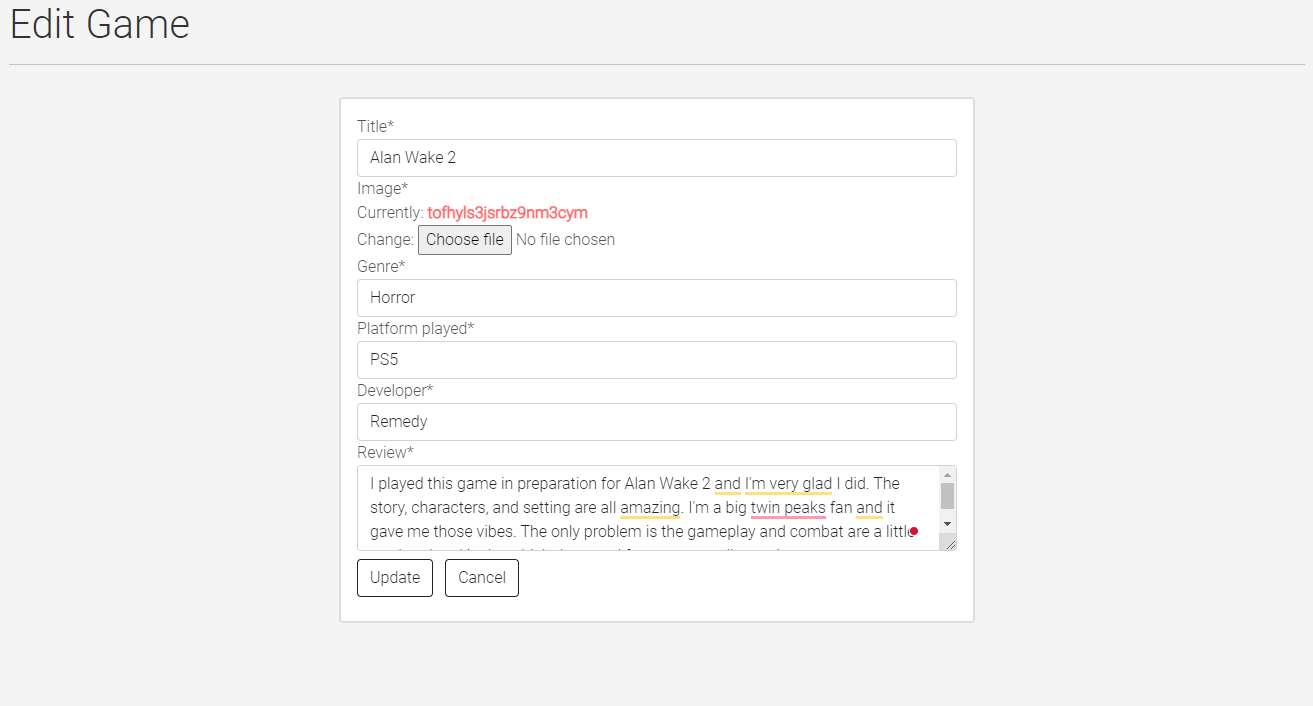 Edit Game
Title*
Alan Wake 2
Image*
Currently: tofhyls3jsrbz9nm3cym
Change: Choose file No file chosen
Genre*
Horror
Platform played*
PS5
Developer*
Remedy
Review*
I played this game in preparation for Alan Wake 2 and I'm very glad I did. The
story, characters, and setting are all amazing. I'm a big twin peaks fan and it
gave me those vibes. The only problem is the gameplay and combat are a little
Update Cancel